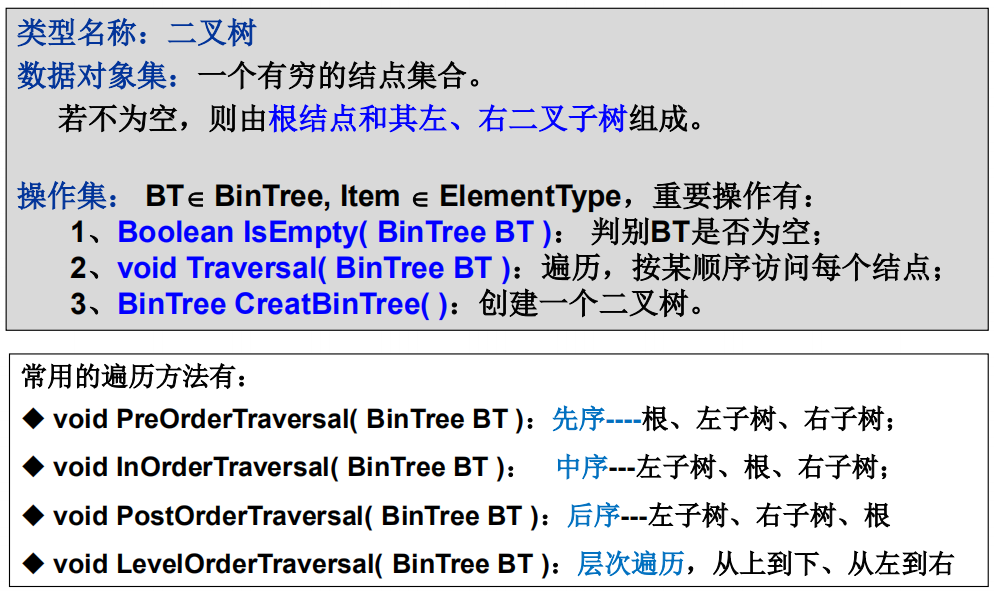 类型名称：二叉树
数据对象集：一个有穷的结点集合。
若不为空，则由根结点和其左、右二叉子树组成。
操作集： BT∈ BinTree, Item ∈ ElementType，重要操作有：
1、Boolean IsEmpty( BinTree BT )： 判别BT是否为空；
2、void Traversal( BinTree BT )：遍历，按某顺序访问每个结点；
3、BinTree CreatBinTree( )：创建一个二叉树。
常用的遍历方法有：
◆ void PreOrderTraversal( BinTree BT )：先序----根、左子树、右子树；
◆ void InOrderTraversal( BinTree BT )： 中序---左子树、根、右子树；
◆ void PostOrderTraversal( BinTree BT )：后序---左子树、右子树、根
◆ void LevelOrderTraversal( BinTree BT )：层次遍历，从上到下、从左到右